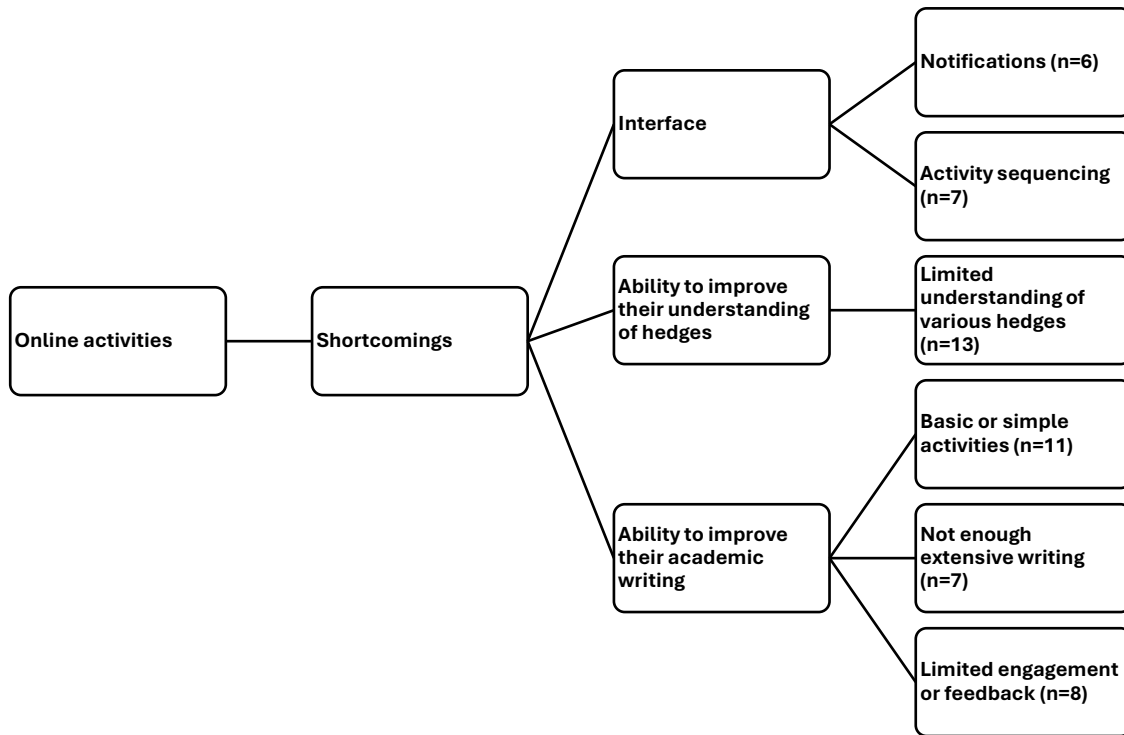 Online activities
Shortcomings
Interface
Notifications (n=6)
Activity sequencing
(n=7)
Ability to improve
their understanding
of hedges
Limited
understanding of
various hedges
(n=13)
Ability to improve
their academic
writing
Basic or simple
activities (n=11)
Not enough
extensive writing
(n=7)
Limited engagement
or feedback (n=8)